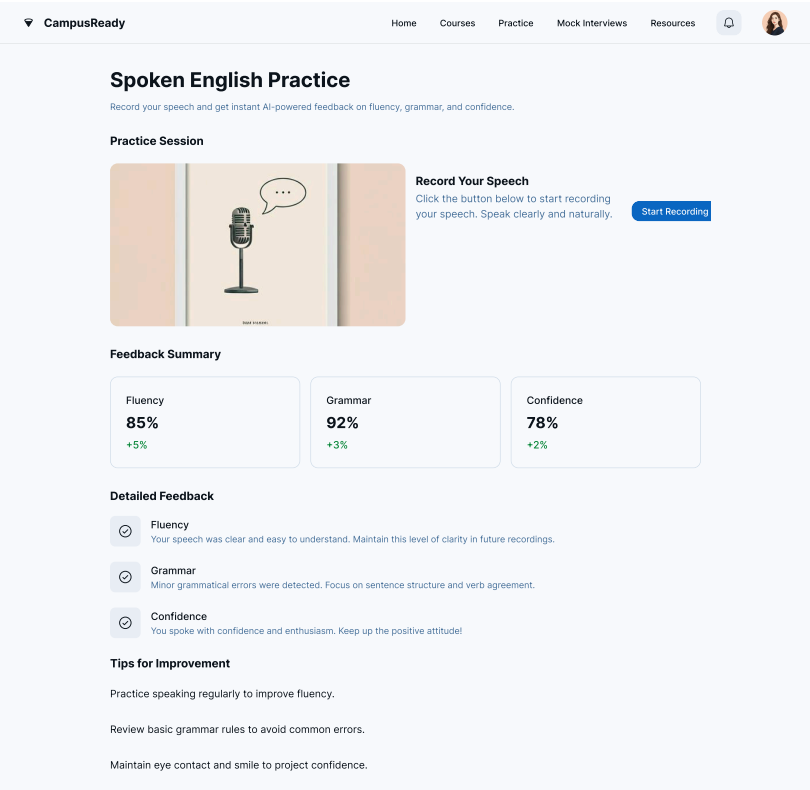 CampusReady
Home
Courses
Practice
Mock Interviews
Resources
Spoken English Practice
Record your speech and get instant AI-powered feedback on fluency, grammar, and confidence.
Practice Session
Record Your Speech
Click the button below to start recording
your speech. Speak clearly and naturally.
Start Recording
Feedback Summary
Fluency
85%
+5%
Grammar
92%
+3%
Confidence
78%
+2%
Detailed Feedback
Fluency
Your speech was clear and easy to understand. Maintain this level of clarity in future recordings.
Grammar
Minor grammatical errors were detected. Focus on sentence structure and verb agreement.
Confidence
You spoke with confidence and enthusiasm. Keep up the positive attitude!
Tips for Improvement
Practice speaking regularly to improve fluency.
Review basic grammar rules to avoid common errors.
Maintain eye contact and smile to project confidence.